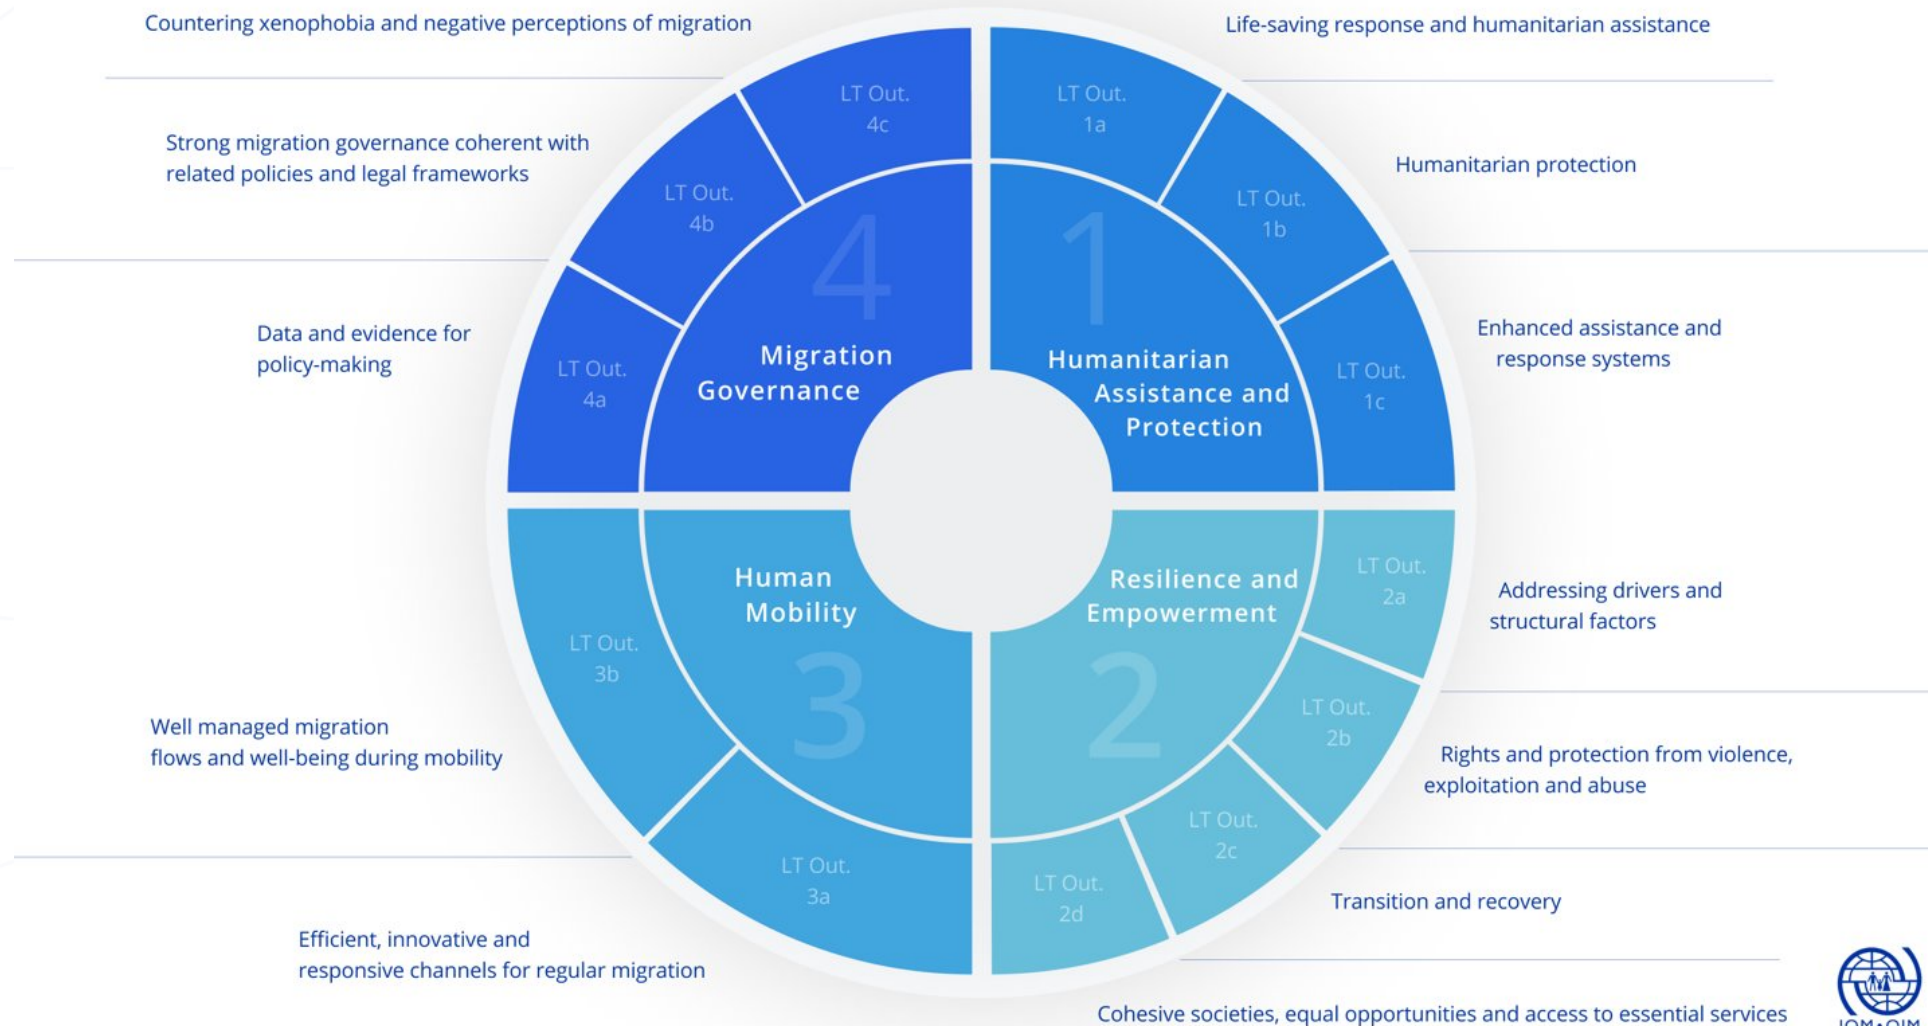 Countering xenophobia and negative perceptions of migration
Life-saving response and humanitarian assistance
LT Out.
4c
LT Out.
1a
Strong migration governance coherent with
related policies and legal frameworks
Humanitarian protection
LT Out.
4b
LT Out.
1b
4
1
Data and evidence for
policy-making
Enhanced assistance and
response systems
LT Out.
4a
Migration
Governance
Humanitarian
Assistance and
Protection
LT Out.
1c
Human
Mobility
Resilience and
Empowerment
LT Out.
2a
Addressing drivers and
structural factors
LT Out.
3b
3
2
LT Out.
2b
Well managed migration
flows and well-being during mobility
Rights and protection from violence,
exploitation and abuse
LT Out.
3a
LT Out.
2c
LT Out.
2d
Transition and recovery
Efficient, innovative and
responsive channels for regular migration
Cohesive societies, equal opportunities and access to essential services
IOM•OIM